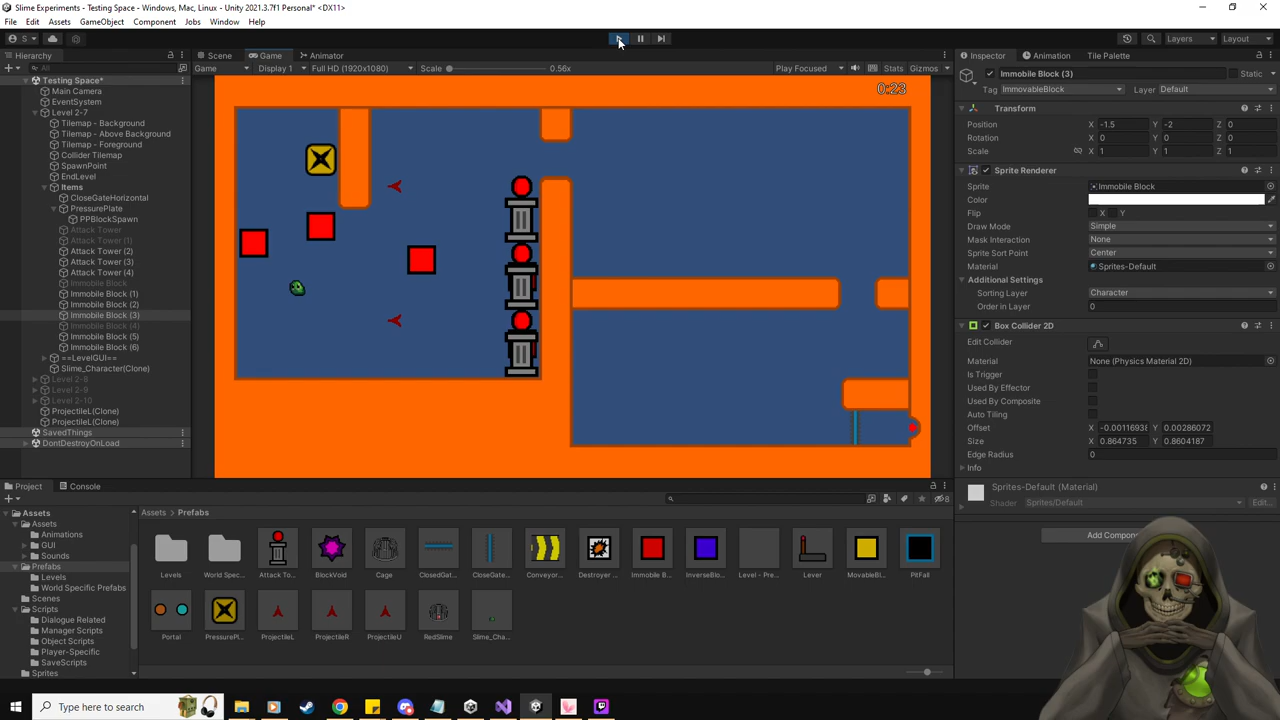 Slime Experiments - Testing Space - Windows, Mac, Linux - Unity 2021.3.7f1 Personal* <DX11>
File Edit Assets GameObject Component Jobs Window Help
S Layers Layout
Hierarchy Scene Game Animator Inspector Animation Tile Palette
All Game Display 1 Full HD (1920x1080) Scale 0.56x Play Focused Stats Gizmos
Immobile Block (3) Static
Tag ImmovableBlock Layer Default
Testing Space*
Main Camera
EventSystem
Level 2-7
Tilemap - Background
Tilemap - Above Background
Tilemap - Foreground
Collider Tilemap
SpawnPoint
EndLevel
Items
CloseGateHorizontal
PressurePlate
PPBlockSpawn
Attack Tower
Attack Tower (1)
Attack Tower (2)
Attack Tower (3)
Attack Tower (4)
Immobile Block
Immobile Block (1)
Immobile Block (2)
Immobile Block (3)
Immobile Block (4)
Immobile Block (5)
Immobile Block (6)
==LevelGUI==
Slime_Character(Clone)
Level 2-8
Level 2-9
Level 2-10
ProjectileL(Clone)
ProjectileL(Clone)
SavedThings
DontDestroyOnLoad
0:23
Transform
Position X -1.5 Y -2 Z 0
Rotation X 0 Y 0 Z 0
Scale X 1 Y 1 Z 1
Sprite Renderer
Sprite Immobile Block
Color
Flip X Y
Draw Mode Simple
Mask Interaction None
Sprite Sort Point Center
Material Sprites-Default
Additional Settings
Sorting Layer Character
Order in Layer 0
Box Collider 2D
Edit Collider
Material None (Physics Material 2D)
Is Trigger
Used By Effector
Used By Composite
Auto Tiling
Offset X -0.00116938 Y 0.00286072
Size X 0.864735 Y 0.8604187
Edge Radius 0
Info
Sprites-Default (Material)
Shader Sprites/Default Edit...
Project Console
8
Assets
Assets
Animations
GUI
Sounds
Prefabs
Levels
World Specific Prefabs
Scenes
Scripts
Dialogue Related
Manager Scripts
Object Scripts
Player-Specific
SaveScripts
Sprites
Assets > Prefabs
Levels World Spec... Attack To... BlockVoid Cage ClosedGat... CloseGate... Conveyor... Destroyer ... Immobile B... InverseBlo... Level - Pre... Lever MovableBl... PitFall
Portal PressurePl... ProjectileL ProjectileR ProjectileU RedSlime Slime_Cha...
Type here to search